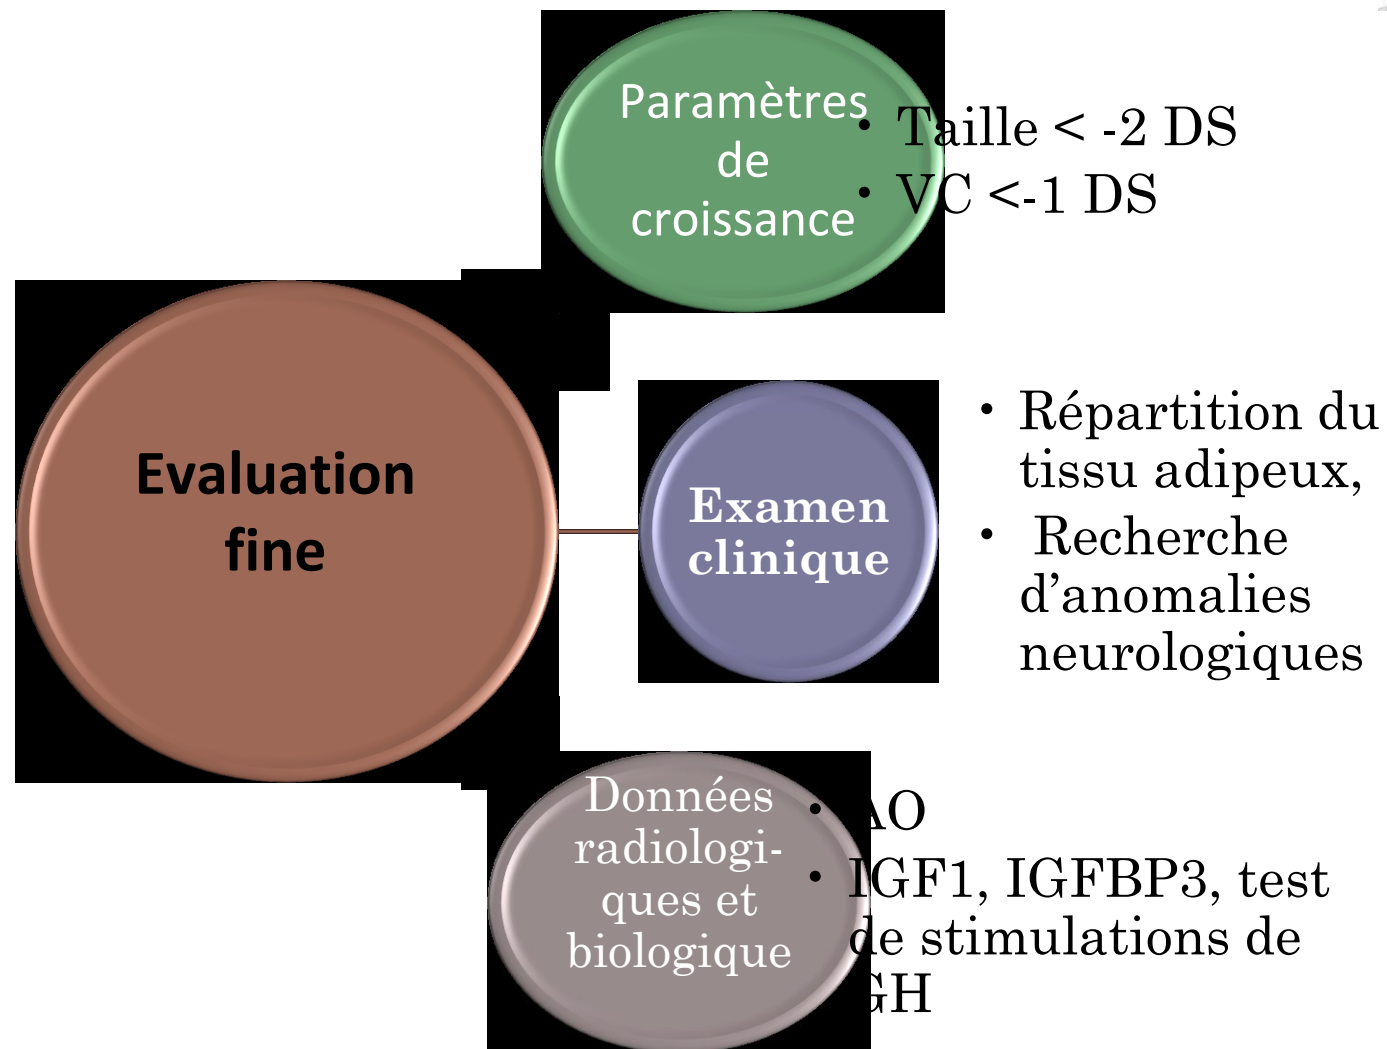 Paramètres
de
croissance
• Taille < -2 DS
• VC <-1 DS
Evaluation
fine
Examen
clinique
• Répartition du
tissu adipeux,
• Recherche
d’anomalies
neurologiques
Données
radiologi-
ques et
biologique
• AO
• IGF1, IGFBP3, test
de stimulations de
GH